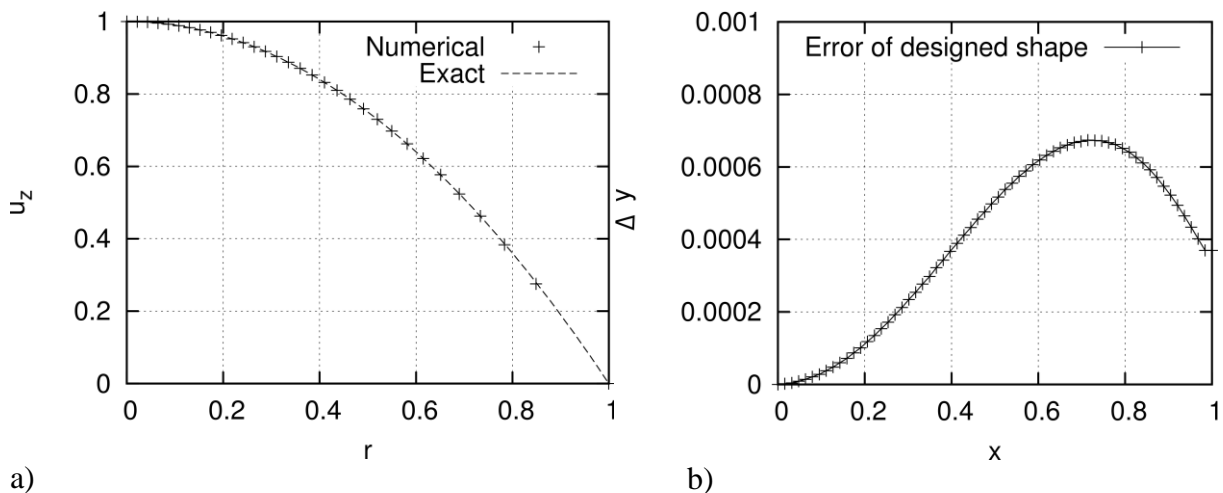 Numerical
Exact
1
0.8
0.6
0.4
0.2
0
0 0.2 0.4 0.6 0.8 1
u_z
r
a)
Error of designed shape
0.001
0.0008
0.0006
0.0004
0.0002
0
0 0.2 0.4 0.6 0.8 1
Δ y
x
b)